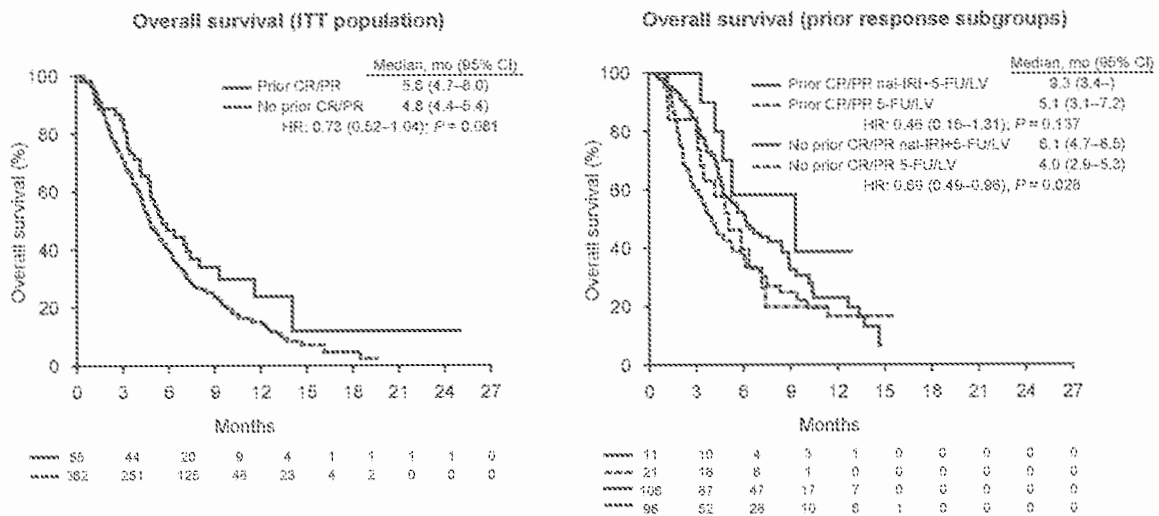 Overall survival (ITT population)
Median, mo (95% CI)
Prior CR/PR 5.6 (4.7–8.0)
No prior CR/PR 4.8 (4.4–5.4)
HR: 0.73 (0.52–1.04); P = 0.081
Overall survival (%)
100
80
60
40
20
0
0 3 6 9 12 15 18 21 24 27
Months
44 20 9 4 1 1 1 1 0
382 251 125 46 23 4 2 0 0 0
Overall survival (prior response subgroups)
Median, mo (95% CI)
Prior CR/PR nal-IRI+5-FU/LV 9.3 (3.4–)
Prior CR/PR 5-FU/LV 5.1 (3.1–7.2)
HR: 0.46 (0.16–1.31); P = 0.137
No prior CR/PR nal-IRI+5-FU/LV 6.1 (4.7–8.5)
No prior CR/PR 5-FU/LV 4.0 (2.9–5.3)
HR: 0.69 (0.49–0.96), P = 0.028
Overall survival (%)
100
80
60
40
20
0
0 3 6 9 12 15 18 21 24 27
Months
11 10 4 3 1 0 0 0 0 0
21 18 1 0 0 0 0 0 0
106 87 47 17 7 0 0 0 0 0
52 28 10 1 0 0 0 0